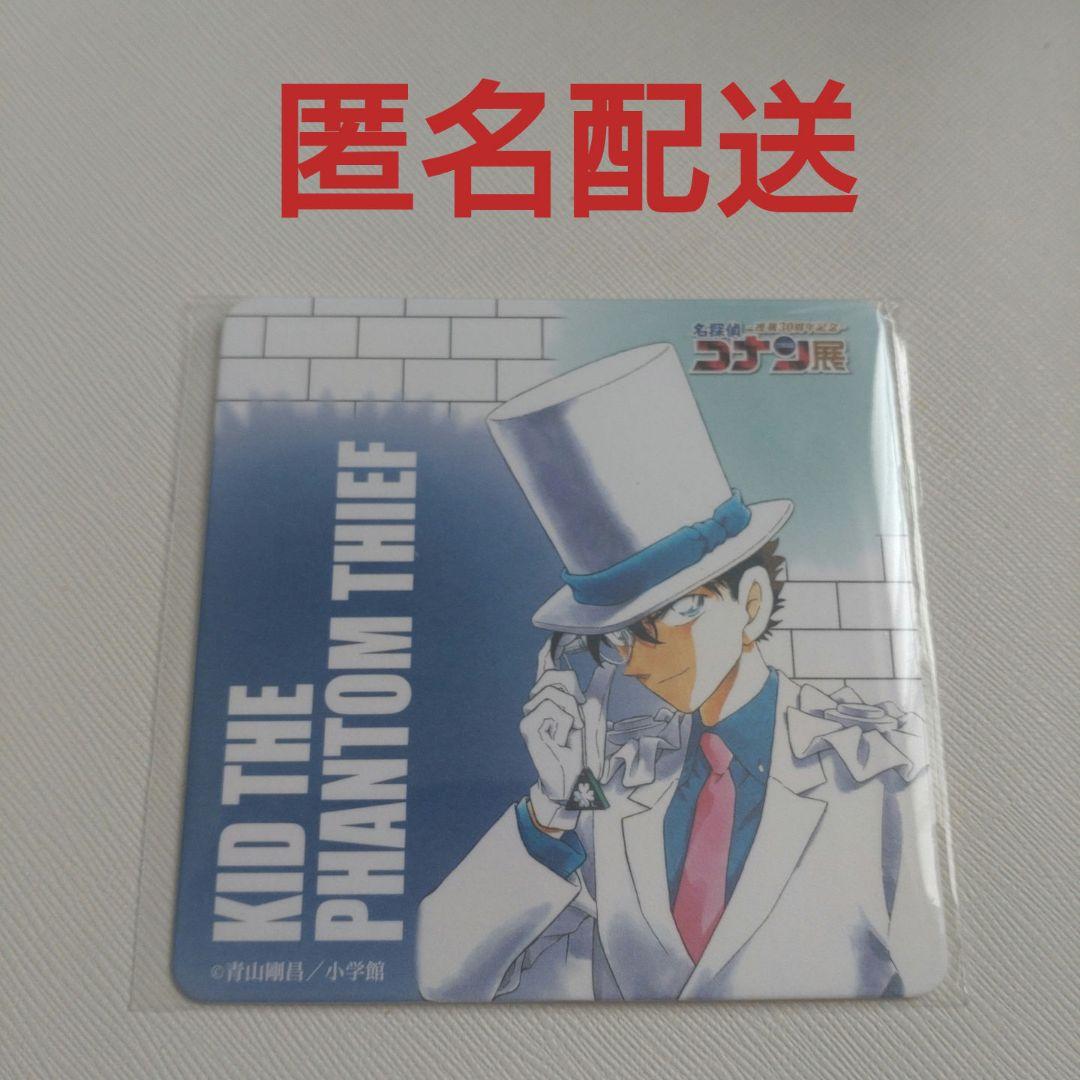 匿名配送
名探偵 連載30周年記念
コナン展
KID THE
PHANTOM THIEF
©青山剛昌/小学館